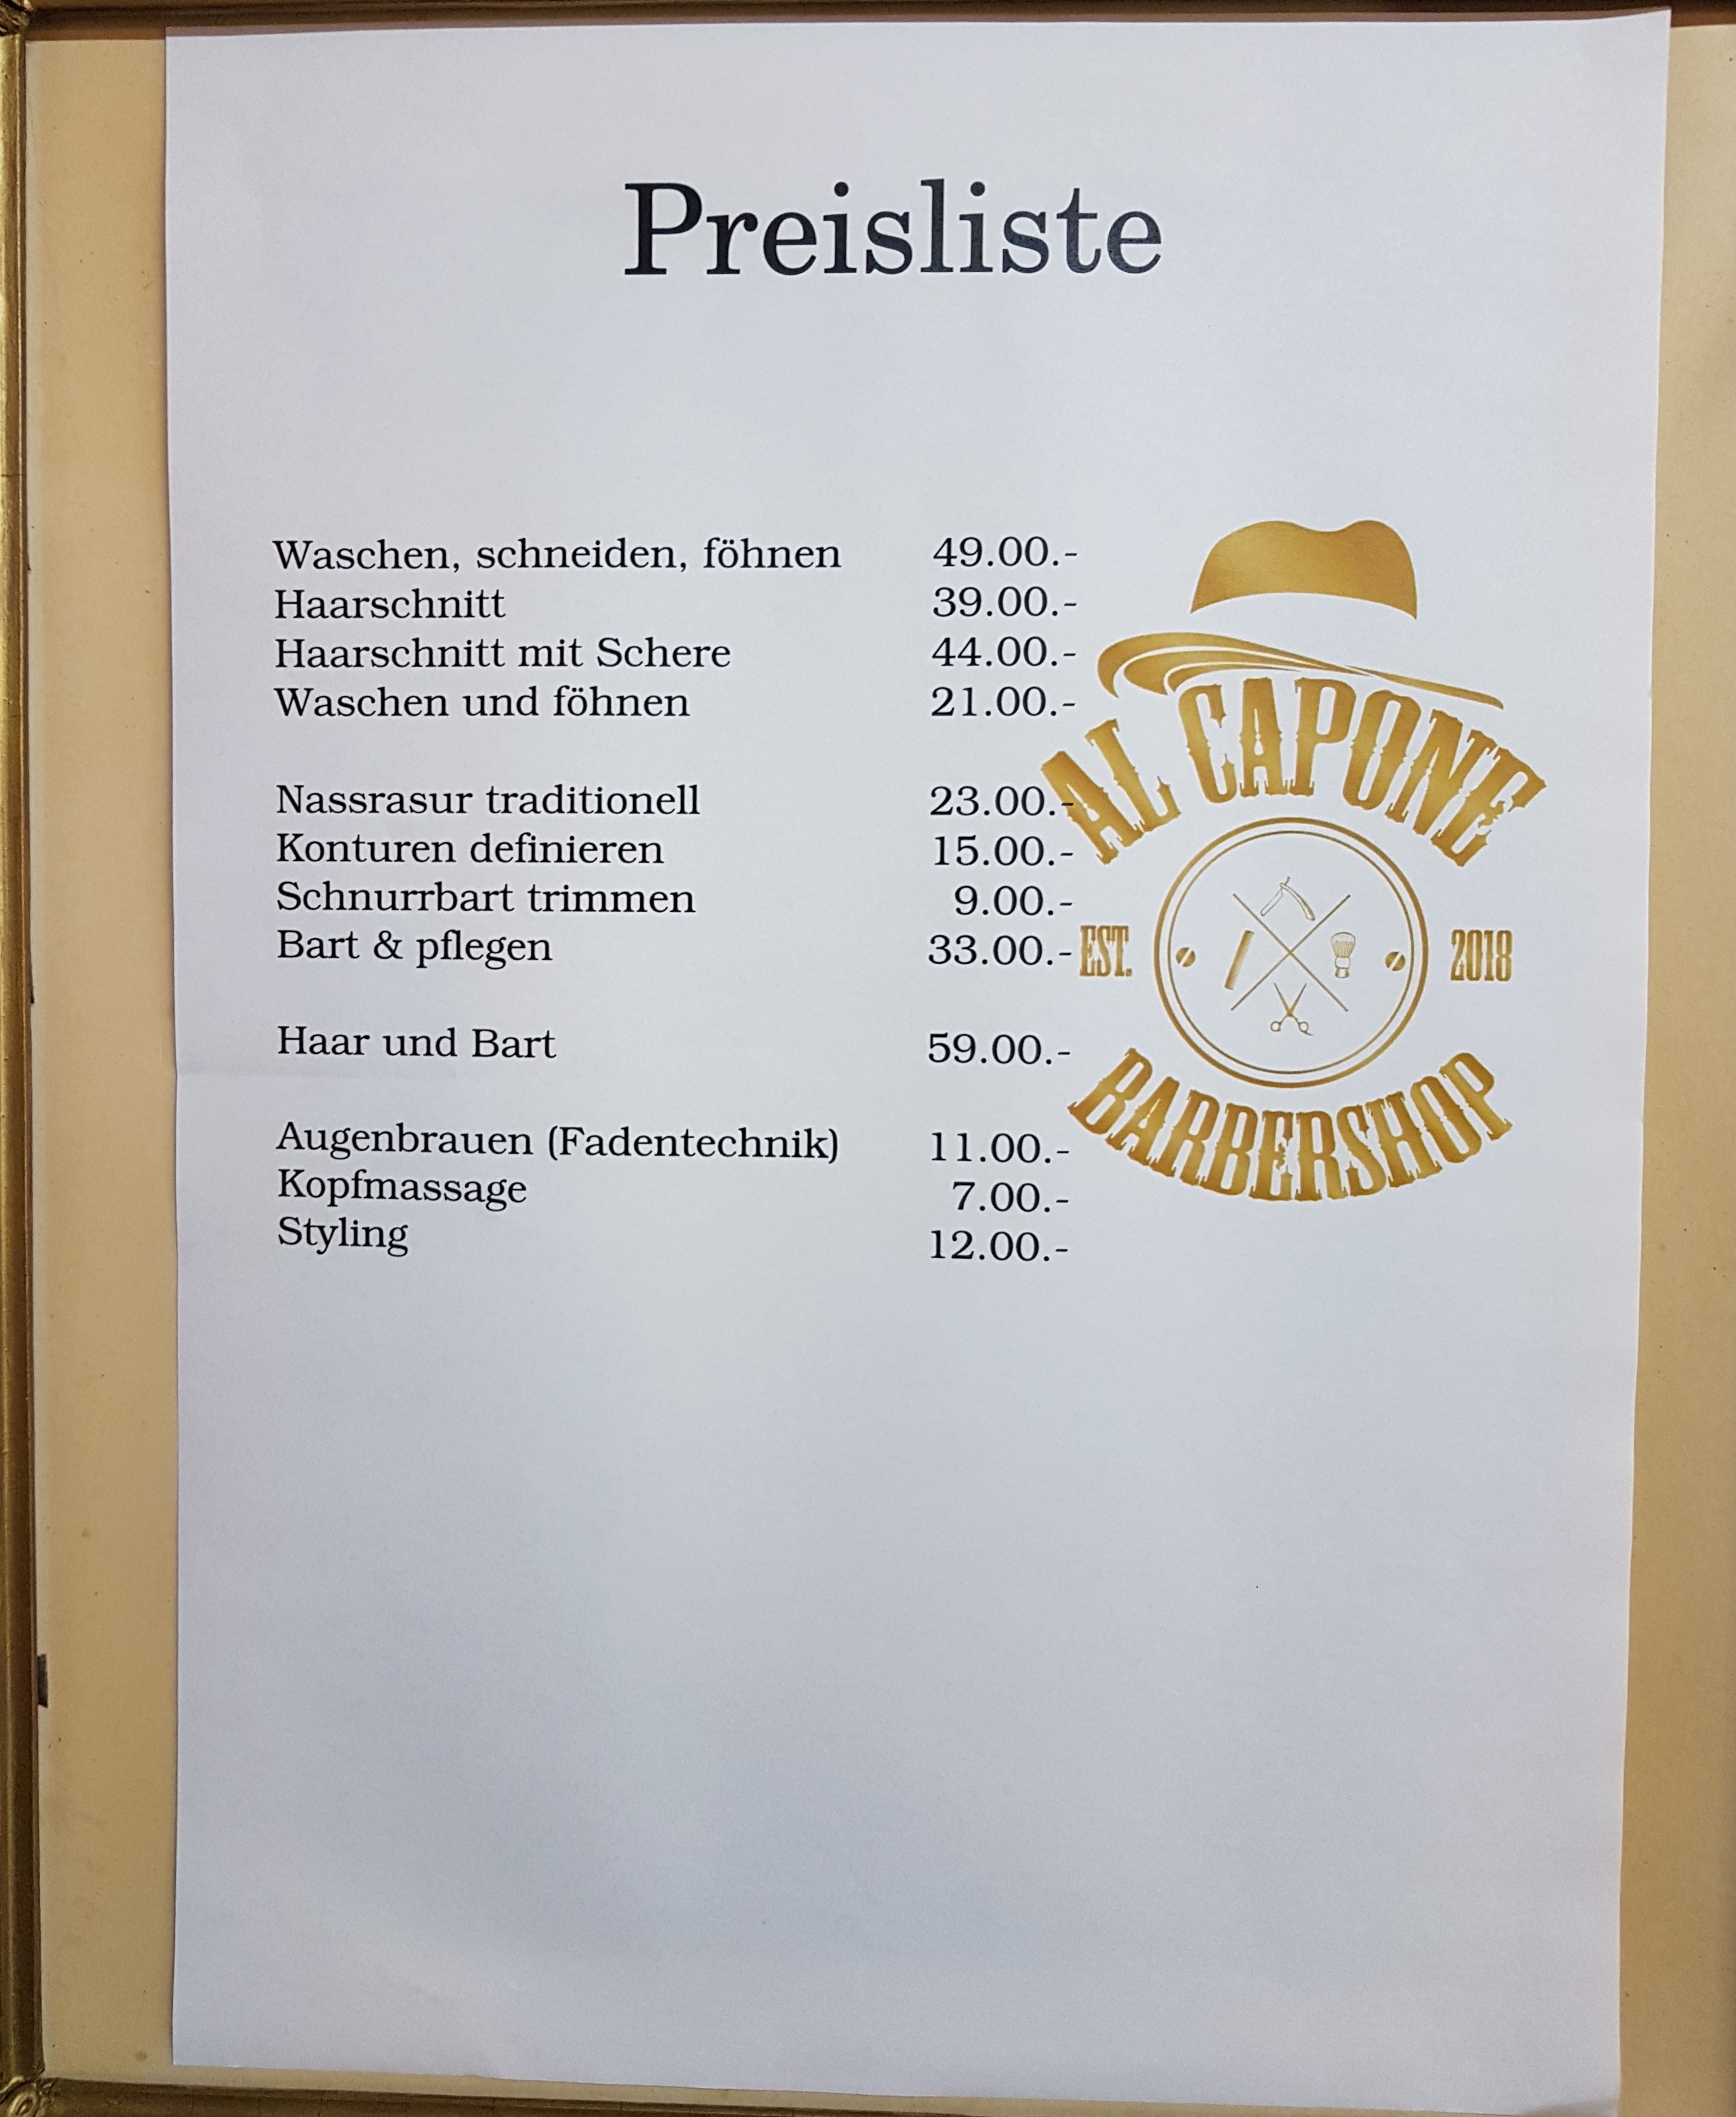 Preisliste
Waschen, schneiden, föhnen 49.00.-
Haarschnitt 39.00.-
Haarschnitt mit Schere 44.00.-
Waschen und föhnen 21.00.-
Nassrasur traditionell 23.00.-
Konturen definieren 15.00.-
Schnurrbart trimmen 9.00.-
Bart & pflegen 33.00.-
Haar und Bart 59.00.-
Augenbrauen (Fadentechnik) 11.00.-
Kopfmassage 7.00.-
Styling 12.00.-
AL CAPONE
EST. 2018
BARBERSHOP